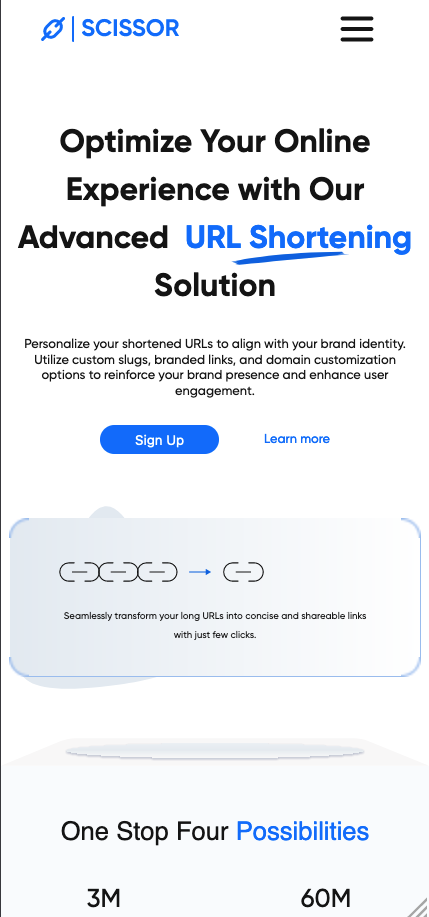 SCISSOR
Optimize Your Online
Experience with Our
Advanced URL Shortening
Solution
Personalize your shortened URLs to align with your brand identity.
Utilize custom slugs, branded links, and domain customization
options to reinforce your brand presence and enhance user
engagement.
Sign Up Learn more
Seamlessly transform your long URLs into concise and shareable links
with just few clicks.
One Stop Four Possibilities
3M 60M